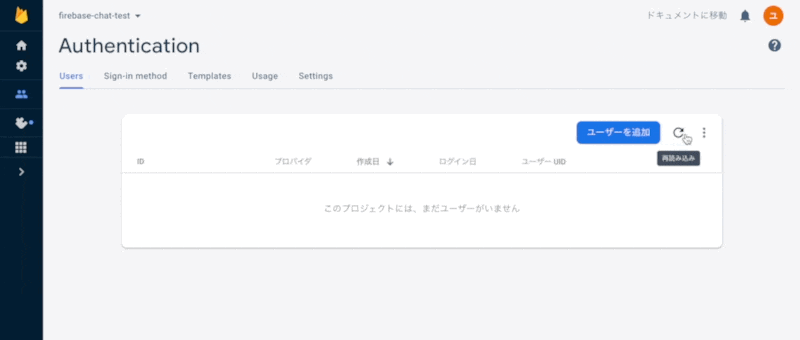 firebase-chat-test
ドキュメントに移動
ユ
Authentication
Users Sign-in method Templates Usage Settings
ユーザーを追加
再読み込み
ID プロバイダ 作成日 ログイン日 ユーザー UID
このプロジェクトには、まだユーザーがいません